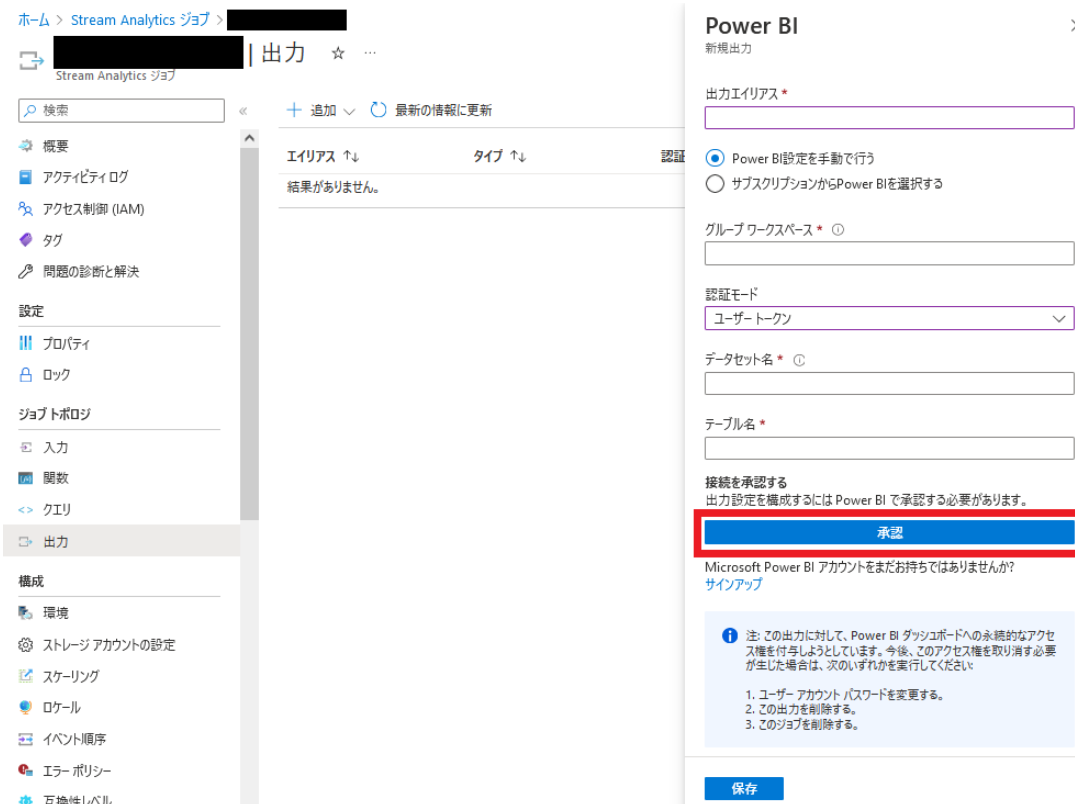 ホーム > Stream Analytics ジョブ >
| 出力 ☆ …
Stream Analytics ジョブ
検索
«
概要
アクティビティ ログ
アクセス制御 (IAM)
タグ
問題の診断と解決
設定
プロパティ
ロック
ジョブ トポロジ
入力
関数
クエリ
出力
構成
環境
ストレージ アカウントの設定
スケーリング
ロケール
イベント順序
エラー ポリシー
互換性レベル
追加
最新の情報に更新
エイリアス ↑↓ タイプ ↑↓ 認証
結果がありません。
Power BI
新規出力
出力エイリアス *
Power BI設定を手動で行う
サブスクリプションからPower BIを選択する
グループ ワークスペース *
認証モード
ユーザー トークン
データセット名 *
テーブル名 *
接続を承認する
出力設定を構成するには Power BI で承認する必要があります。
承認
Microsoft Power BI アカウントをまだお持ちではありませんか?
サインアップ
注: この出力に対して、Power BI ダッシュボードへの永続的なアクセ
ス権を付与しようとしています。今後、このアクセス権を取り消す必要
が生じた場合は、次のいずれかを実行してください:
1. ユーザー アカウント パスワードを変更する。
2. この出力を削除する。
3. このジョブを削除する。
保存